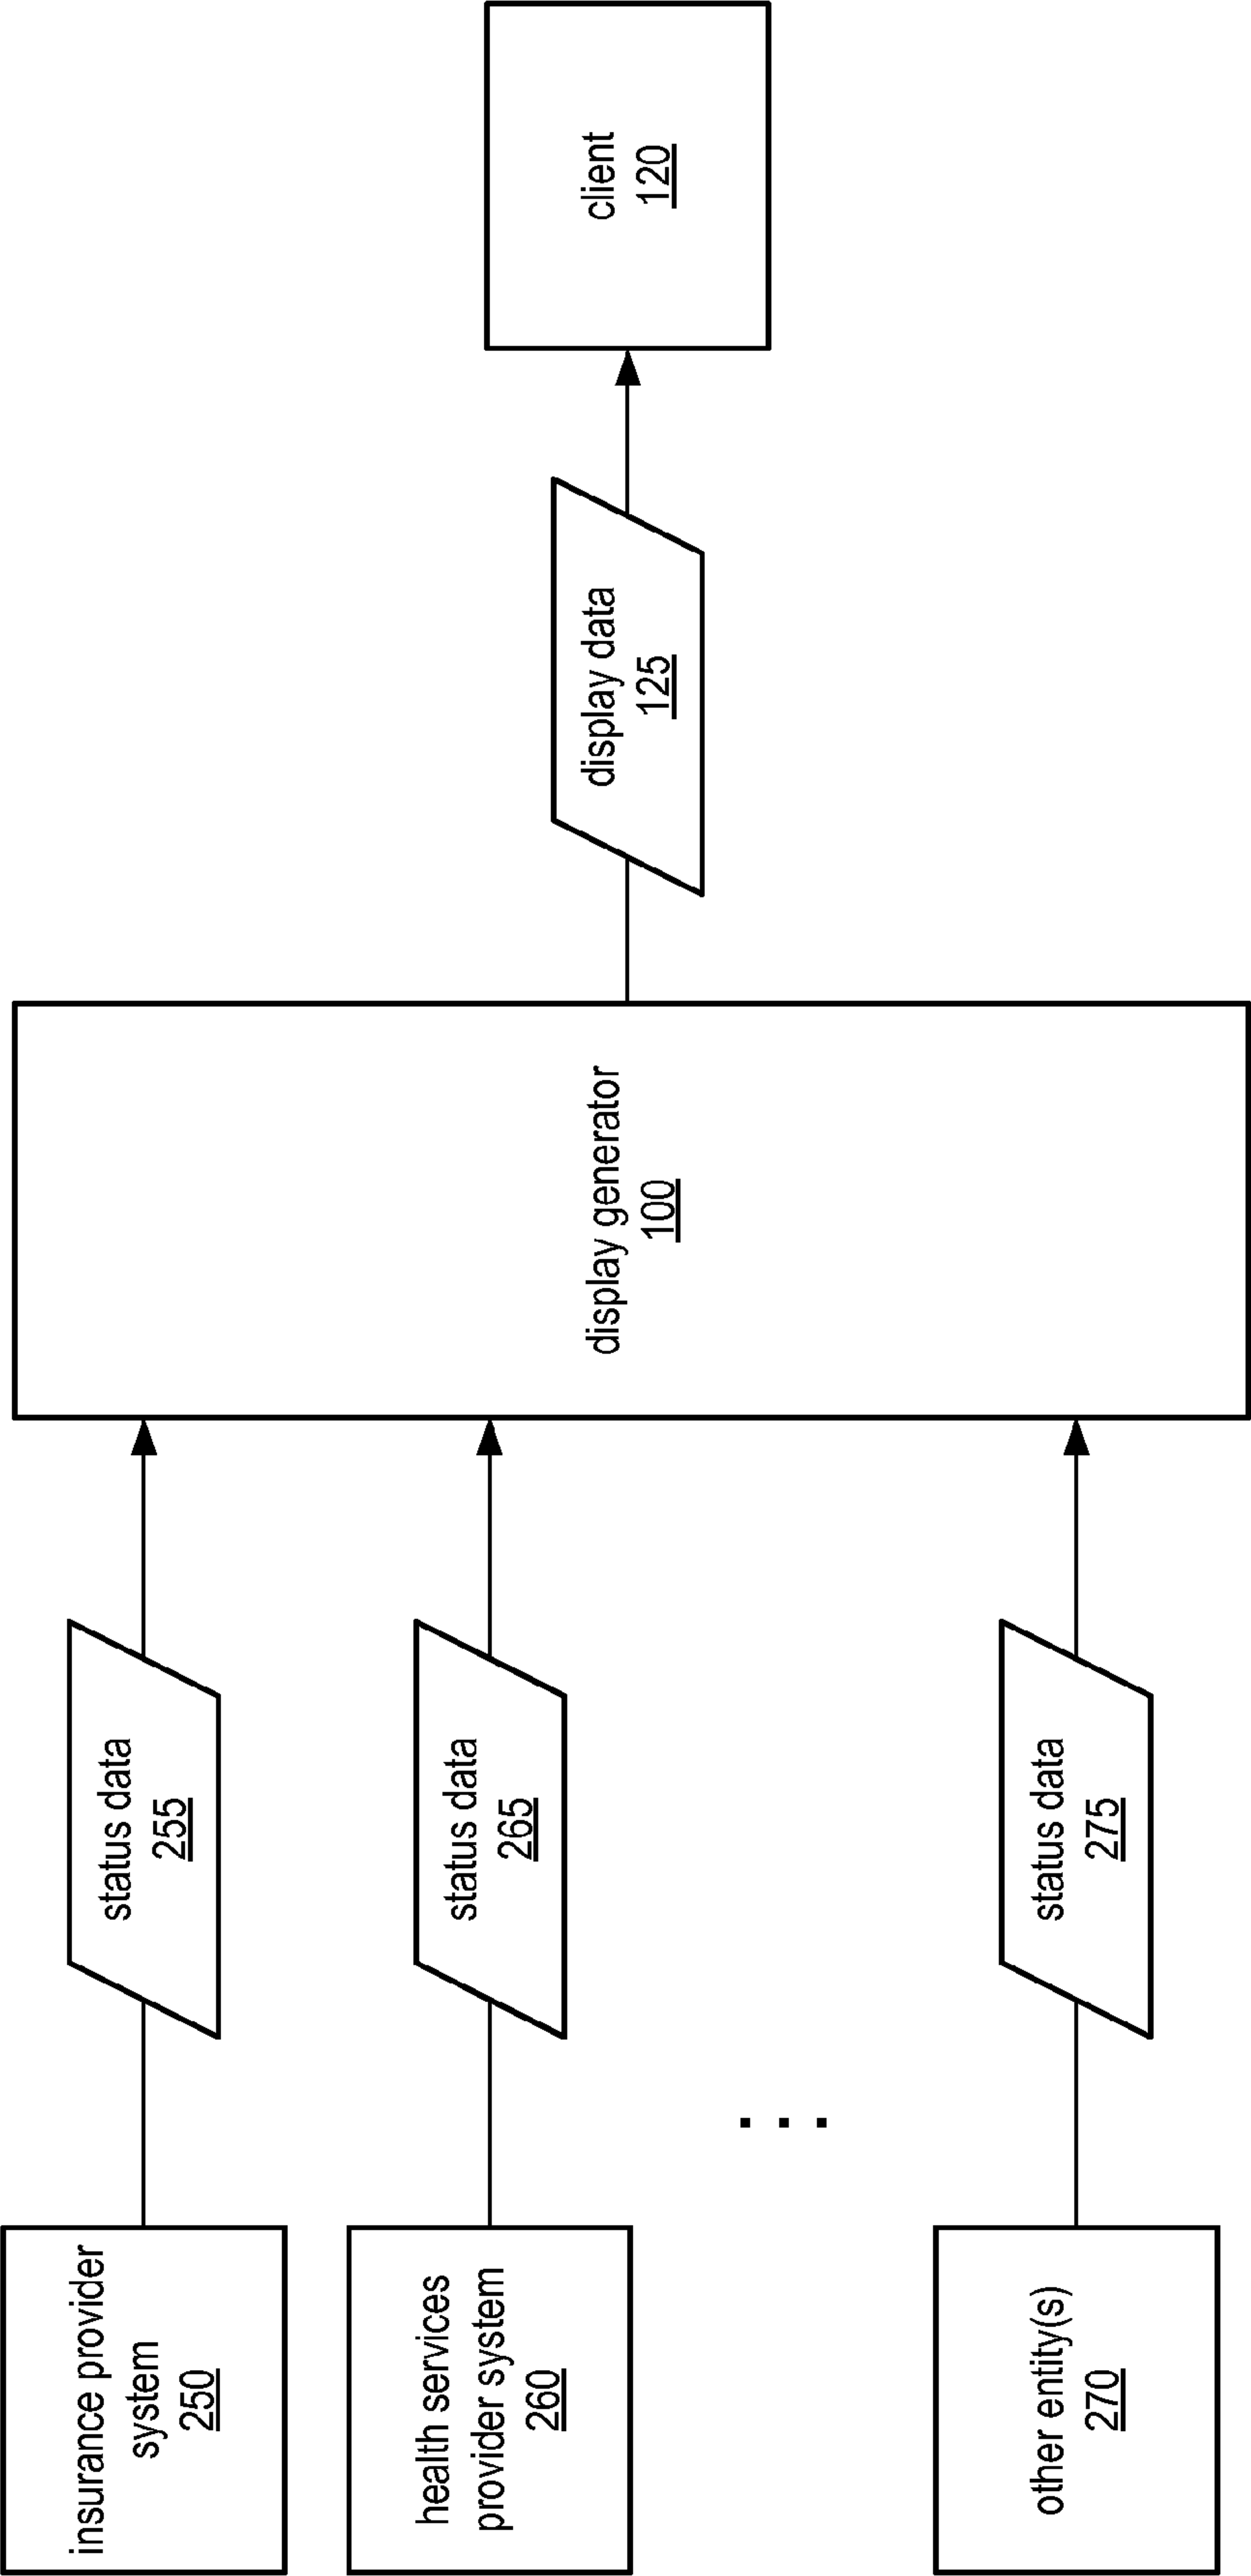 insurance provider
system
250
status data
255
health services
provider system
260
status data
265
. . .
other entity(s)
270
status data
275
display generator
100
display data
125
client
120